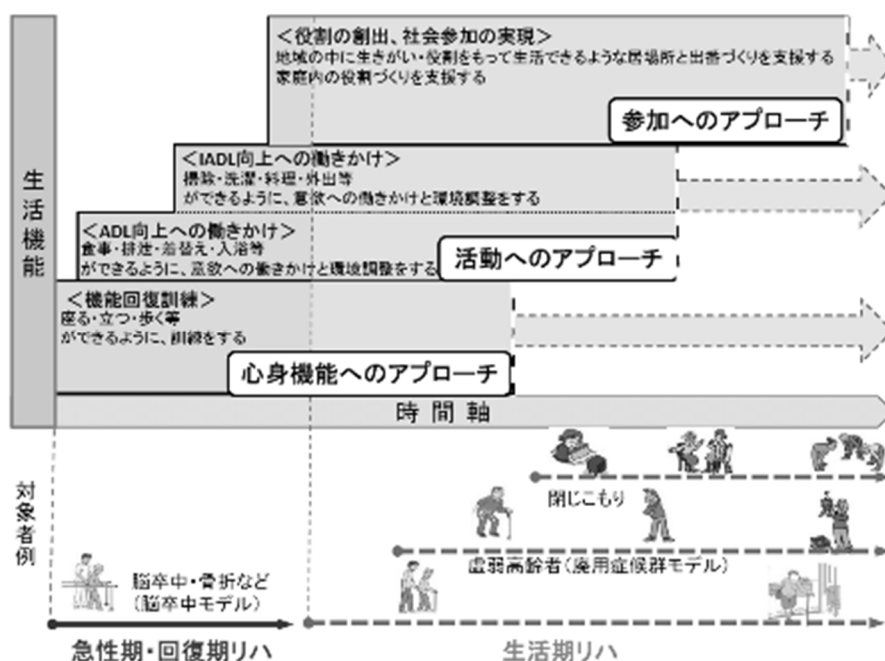 ＜役割の創出、社会参加の実現＞
地域の中に生きがい・役割をもって生活できるような居場所と出番づくりを支援する
家庭内の役割づくりを支援する
参加へのアプローチ
＜IADL向上への働きかけ＞
掃除・洗濯・料理・外出等
ができるように、意欲への働きかけと環境調整をする
＜ADL向上への働きかけ＞
食事・排泄・着替え・入浴等
ができるように、意欲への働きかけと環境調整をする
活動へのアプローチ
＜機能回復訓練＞
座る・立つ・歩く等
ができるように、訓練をする
心身機能へのアプローチ
生活機能
時間軸
対象者例
閉じこもり
虚弱高齢者(廃用症候群モデル)
脳卒中・骨折など
(脳卒中モデル)
急性期・回復期リハ
生活期リハ